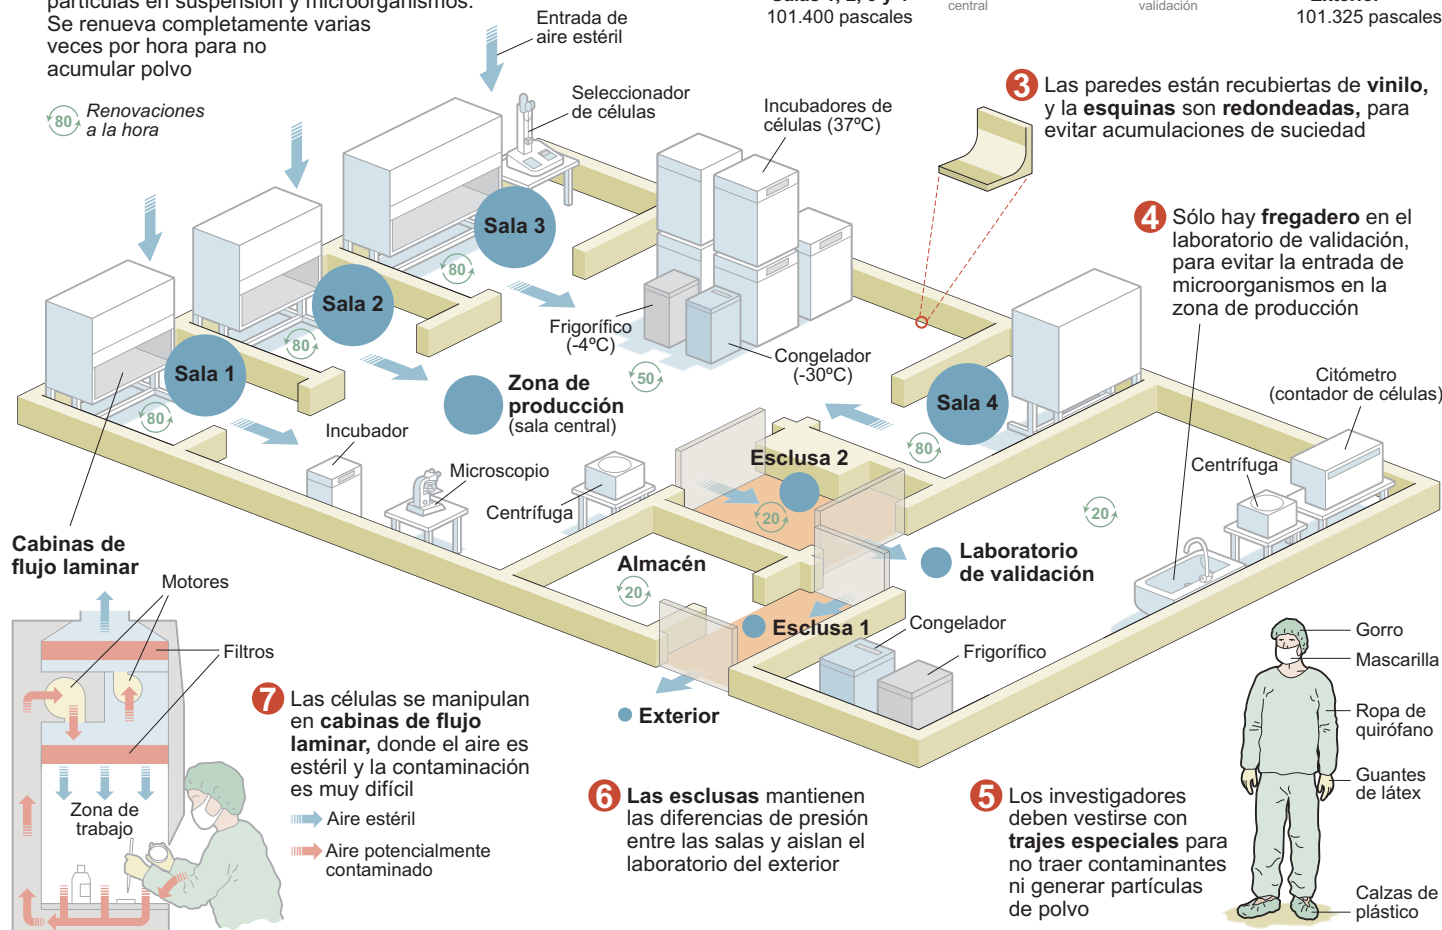 partículas en suspensión y microorganismos.
Se renueva completamente varias
veces por hora para no
acumular polvo
80
Renovaciones
a la hora
Entrada de
aire estéril
101.400 pascales
central
validación
101.325 pascales
Seleccionador
de células
Incubadores de
células (37ºC)
3 Las paredes están recubiertas de vinilo,
y la esquinas son redondeadas, para
evitar acumulaciones de suciedad
4 Sólo hay fregadero en el
laboratorio de validación,
para evitar la entrada de
microorganismos en la
zona de producción
Sala 3
80
Sala 2
80
Sala 1
80
Frigorífico
(-4ºC)
50
Congelador
(-30ºC)
Zona de
producción
(sala central)
Sala 4
80
Citómetro
(contador de células)
Centrífuga
Incubador
Microscopio
Centrífuga
Esclusa 2
20
20
Laboratorio
de validación
Almacén
20
Esclusa 1
Congelador
Frigorífico
Exterior
Cabinas de
flujo laminar
Motores
Filtros
Zona de
trabajo
7 Las células se manipulan
en cabinas de flujo
laminar, donde el aire es
estéril y la contaminación
es muy difícil
Aire estéril
Aire potencialmente
contaminado
6 Las esclusas mantienen
las diferencias de presión
entre las salas y aislan el
laboratorio del exterior
5 Los investigadores
deben vestirse con
trajes especiales para
no traer contaminantes
ni generar partículas
de polvo
Gorro
Mascarilla
Ropa de
quirófano
Guantes
de látex
Calzas de
plástico